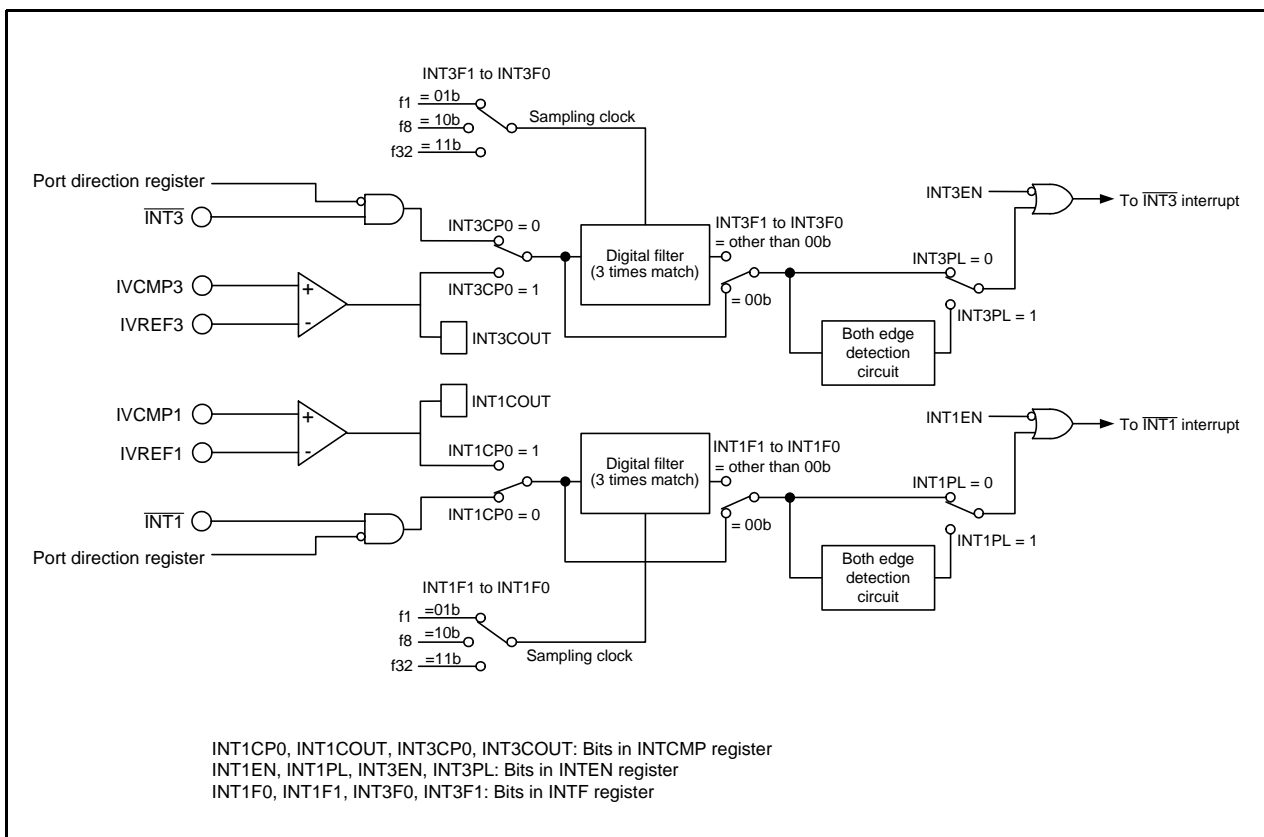 INT3F1 to INT3F0
f1 = 01b
f8 = 10b
f32 = 11b
Sampling clock
Port direction register
INT3
INT3CP0 = 0
INT3CP0 = 1
IVCMP3
IVREF3
+
-
INT3COUT
Digital filter
(3 times match)
INT3F1 to INT3F0
= other than 00b
= 00b
Both edge
detection
circuit
INT3EN
INT3PL = 0
INT3PL = 1
To INT3 interrupt
IVCMP1
IVREF1
+
-
INT1COUT
INT1CP0 = 1
INT1CP0 = 0
INT1
Port direction register
Digital filter
(3 times match)
INT1F1 to INT1F0
= other than 00b
= 00b
Both edge
detection
circuit
INT1EN
INT1PL = 0
INT1PL = 1
To INT1 interrupt
INT1F1 to INT1F0
f1 =01b
f8 =10b
f32 =11b
Sampling clock
INT1CP0, INT1COUT, INT3CP0, INT3COUT: Bits in INTCMP register
INT1EN, INT1PL, INT3EN, INT3PL: Bits in INTEN register
INT1F0, INT1F1, INT3F0, INT3F1: Bits in INTF register